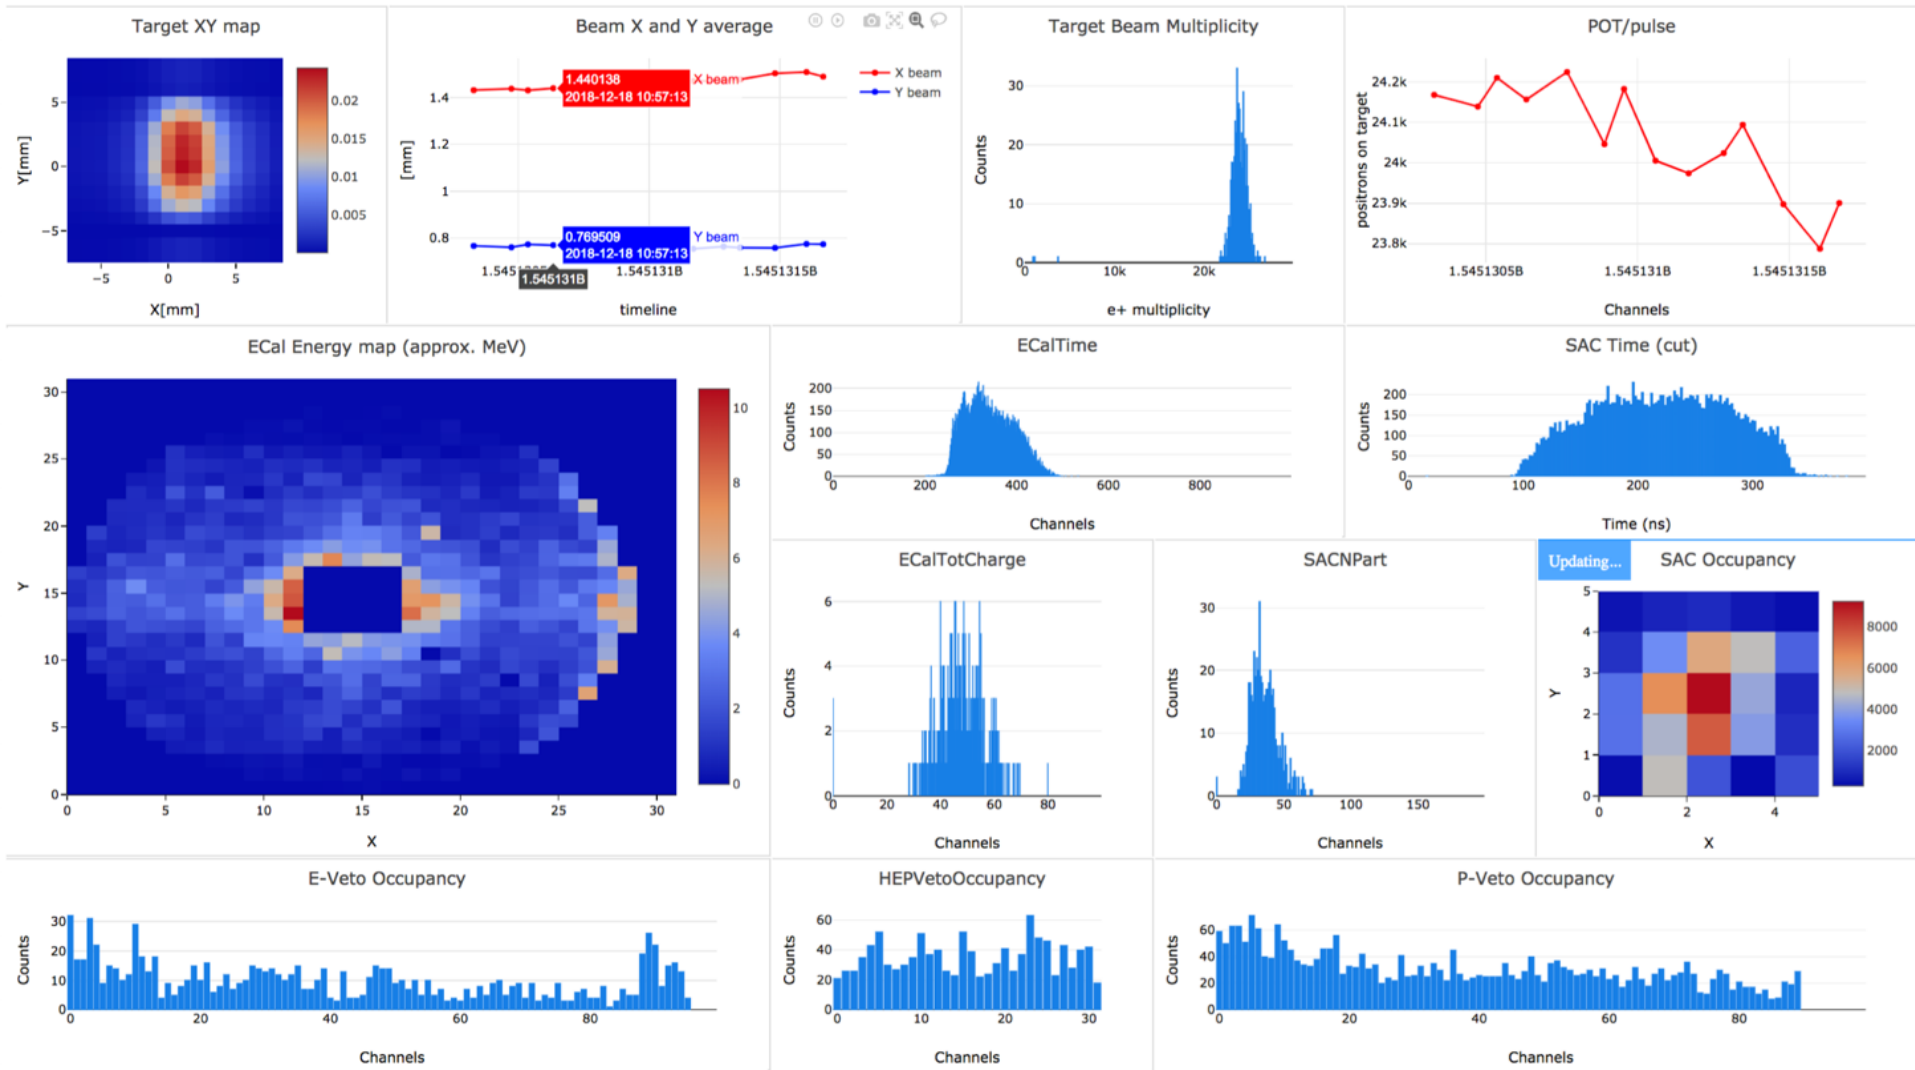 Target XY map
5
0
−5
Y[mm]
−5
0
5
X[mm]
0.02
0.015
0.01
0.005
Beam X and Y average
1.4
1.2
1
0.8
[mm]
1.440138
2018-12-18 10:57:13
X beam
0.769509
2018-12-18 10:57:13
Y beam
1.545131B
1.545131B
1.5451315B
timeline
X beam
Y beam
Target Beam Multiplicity
30
20
10
0
Counts
0
10k
20k
e+ multiplicity
POT/pulse
24.2k
24.1k
24k
23.9k
23.8k
positrons on target
1.5451305B
1.545131B
1.5451315B
Channels
ECal Energy map (approx. MeV)
30
25
20
15
10
5
0
Y
0
5
10
15
20
25
30
X
10
8
6
4
2
0
ECalTime
200
150
100
50
0
Counts
0
200
400
600
800
Channels
SAC Time (cut)
200
150
100
50
0
Counts
0
100
200
300
Time (ns)
ECalTotCharge
6
4
2
0
Counts
0
20
40
60
80
Channels
SACNPart
30
20
10
0
Counts
0
50
100
150
Channels
Updating...
SAC Occupancy
5
4
3
2
1
0
Y
0
2
4
X
8000
6000
4000
2000
E-Veto Occupancy
30
20
10
0
Counts
0
20
40
60
80
Channels
HEPVetoOccupancy
60
40
20
0
Counts
0
10
20
30
Channels
P-Veto Occupancy
60
40
20
0
Counts
0
20
40
60
80
Channels